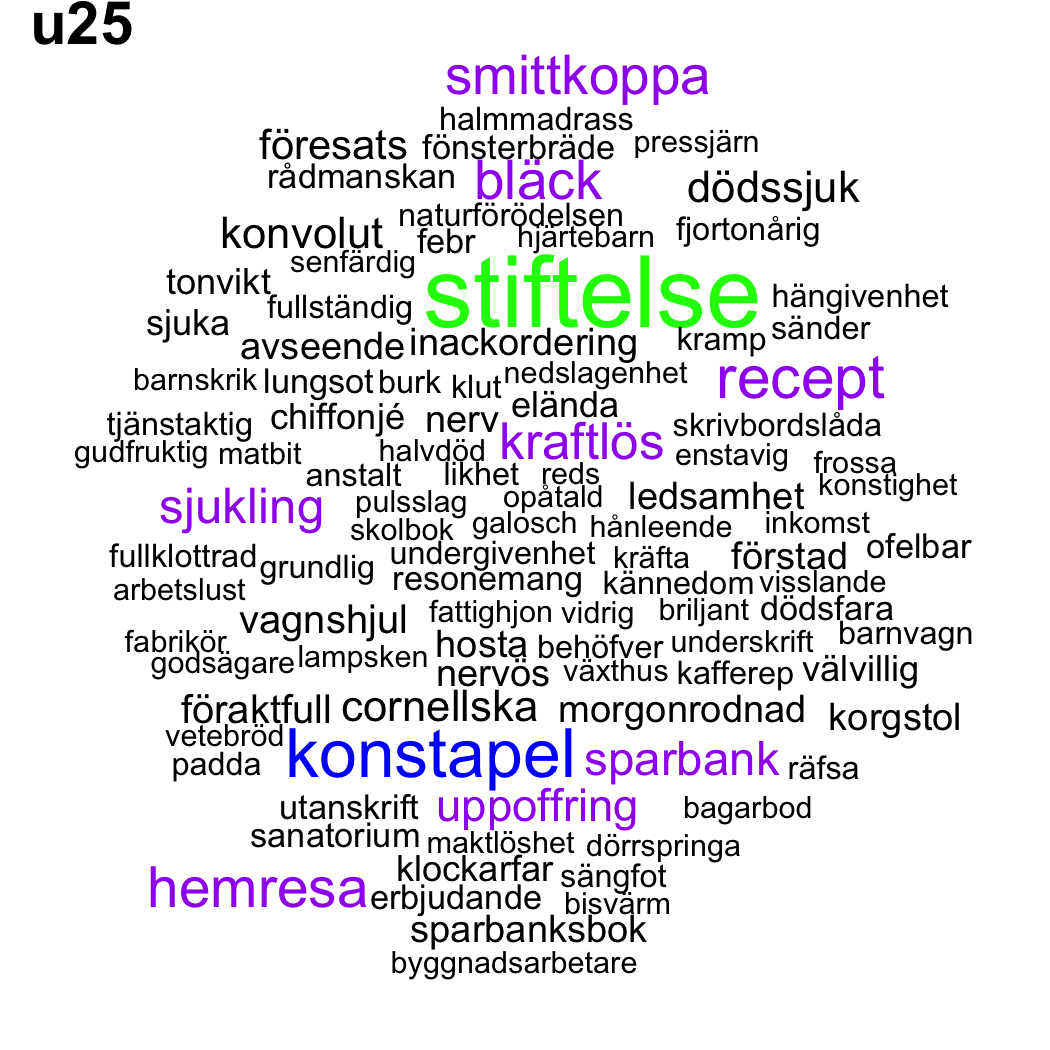 u25
smittkoppa
halmmadrass
föresats fönsterbräde pressjärn
rådmanskan bläck dödssjuk
naturförödelsen
konvolut febr hjärtebarn fjortonårig
senfärdig
tonvikt fullständig stiftelse hängivenhet
sjuka kramp sänder
avseende inackordering
barnskrik lungsot burk klut nedslagenhet recept
tjänstaktig chiffonjé nerv elända skrivbordslåda
gudfruktig matbit halvdöd kraftlös enstavig frossa
anstalt likhet reds konstighet
sjukling pulsslag opåtald ledsamhet
skolbok galosch hånleende inkomst
fullklottrad grundlig undergivenhet kräfta förstad ofelbar
arbetslust resonemang kännedom visslande
vagnshjul fattighjon vidrig briljant dödsfara
fabrikör hosta behöfver underskrift barnvagn
godsägare lampsken nervös växthus kafferep välvillig
föraktfull cornellska morgonrodnad korgstol
vetebröd konstapel sparbank räfsa
padda
utanskrift uppoffring bagarbod
sanatorium maktlöshet dörrspringa
klockarfar sängfot
hemresa erbjudande bisvärm
sparbanksbok
byggnadsarbetare